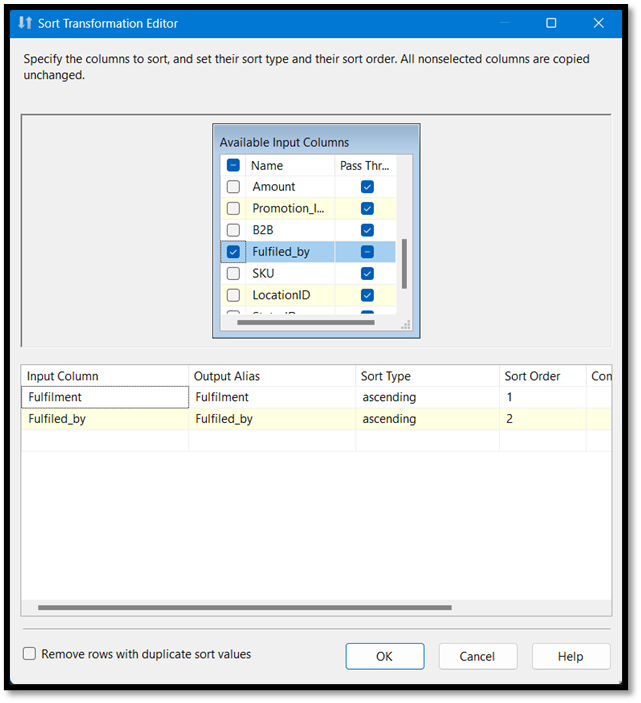 Sort Transformation Editor
Specify the columns to sort, and set their sort type and their sort order. All nonselected columns are copied
unchanged.
Available Input Columns
Name Pass Thr...
Amount
Promotion_I...
B2B
Fulfiled_by
SKU
LocationID
Input Column Output Alias Sort Type Sort Order Con
Fulfilment Fulfilment ascending 1
Fulfiled_by Fulfiled_by ascending 2
Remove rows with duplicate sort values
OK Cancel Help